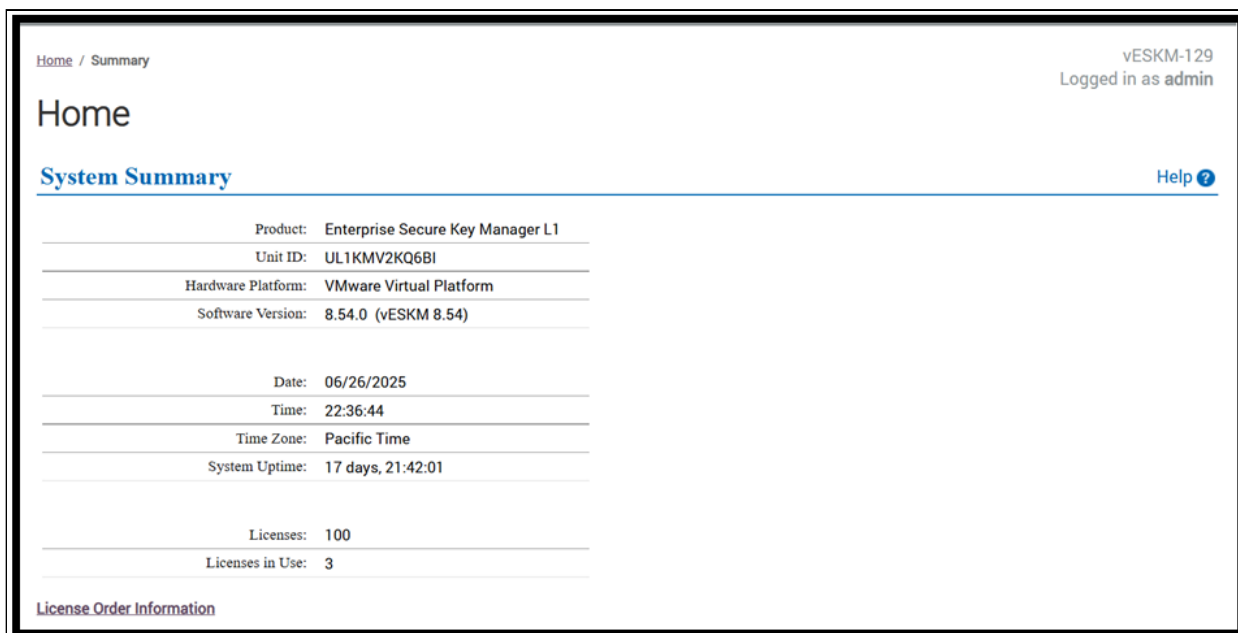 Home / Summary
vESKM-129
Logged in as admin
Home
System Summary
Help ?
Product: Enterprise Secure Key Manager L1
Unit ID: UL1KMV2KQ6BI
Hardware Platform: VMware Virtual Platform
Software Version: 8.54.0 (vESKM 8.54)
Date: 06/26/2025
Time: 22:36:44
Time Zone: Pacific Time
System Uptime: 17 days, 21:42:01
Licenses: 100
Licenses in Use: 3
License Order Information